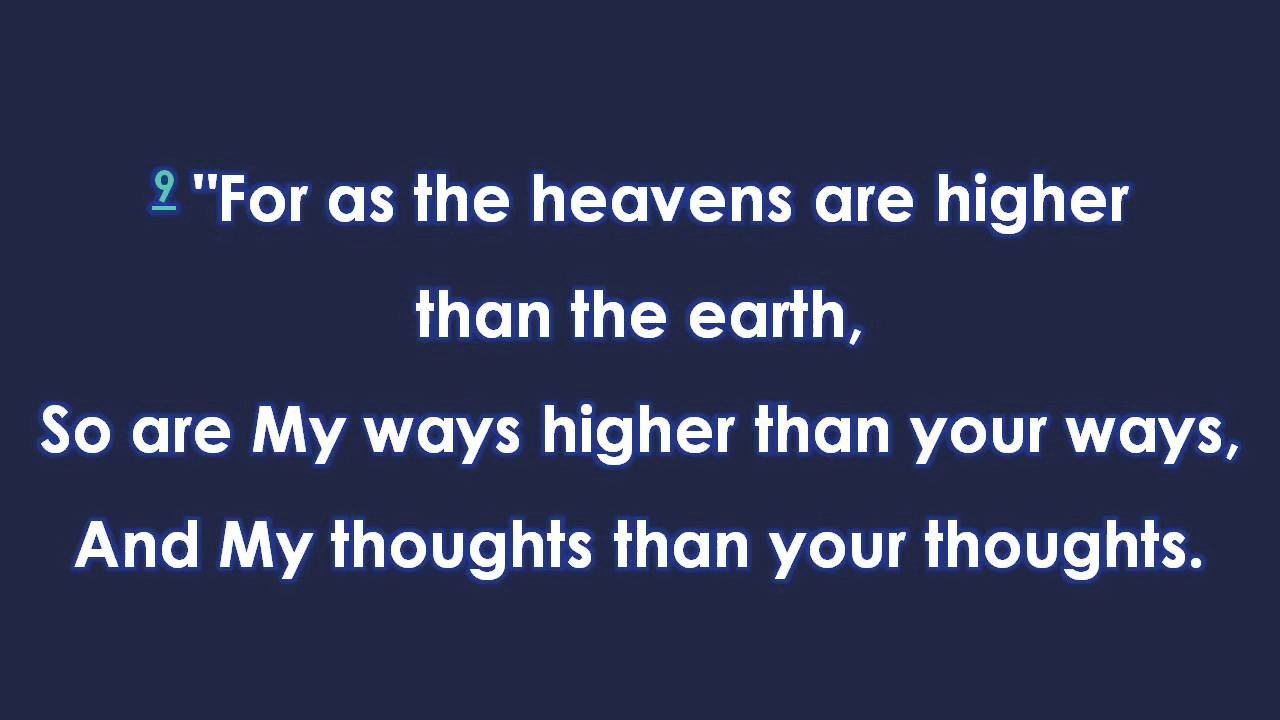 9 "For as the heavens are higher
than the earth,
So are My ways higher than your ways,
And My thoughts than your thoughts.